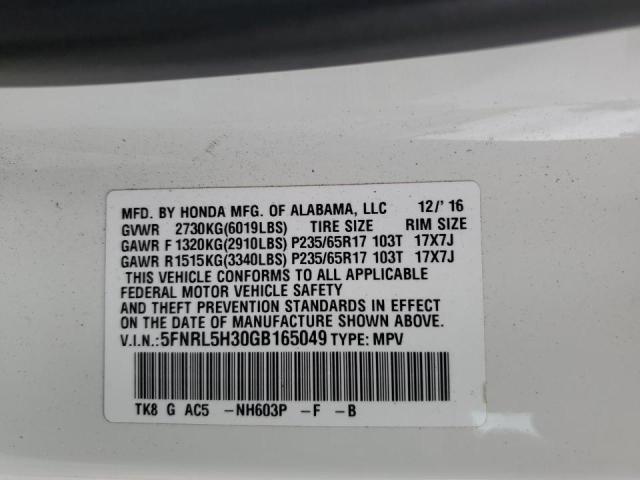 MFD. BY HONDA MFG. OF ALABAMA, LLC 12/' 16
GVWR 2730KG(6019LBS) TIRE SIZE RIM SIZE
GAWR F 1320KG(2910LBS) P235/65R17 103T 17X7J
GAWR R1515KG(3340LBS) P235/65R17 103T 17X7J
THIS VEHICLE CONFORMS TO ALL APPLICABLE
FEDERAL MOTOR VEHICLE SAFETY
AND THEFT PREVENTION STANDARDS IN EFFECT
ON THE DATE OF MANUFACTURE SHOWN ABOVE.
V.I.N.:5FNRL5H30GB165049 TYPE: MPV
TK8 G AC5 -NH603P -F -B